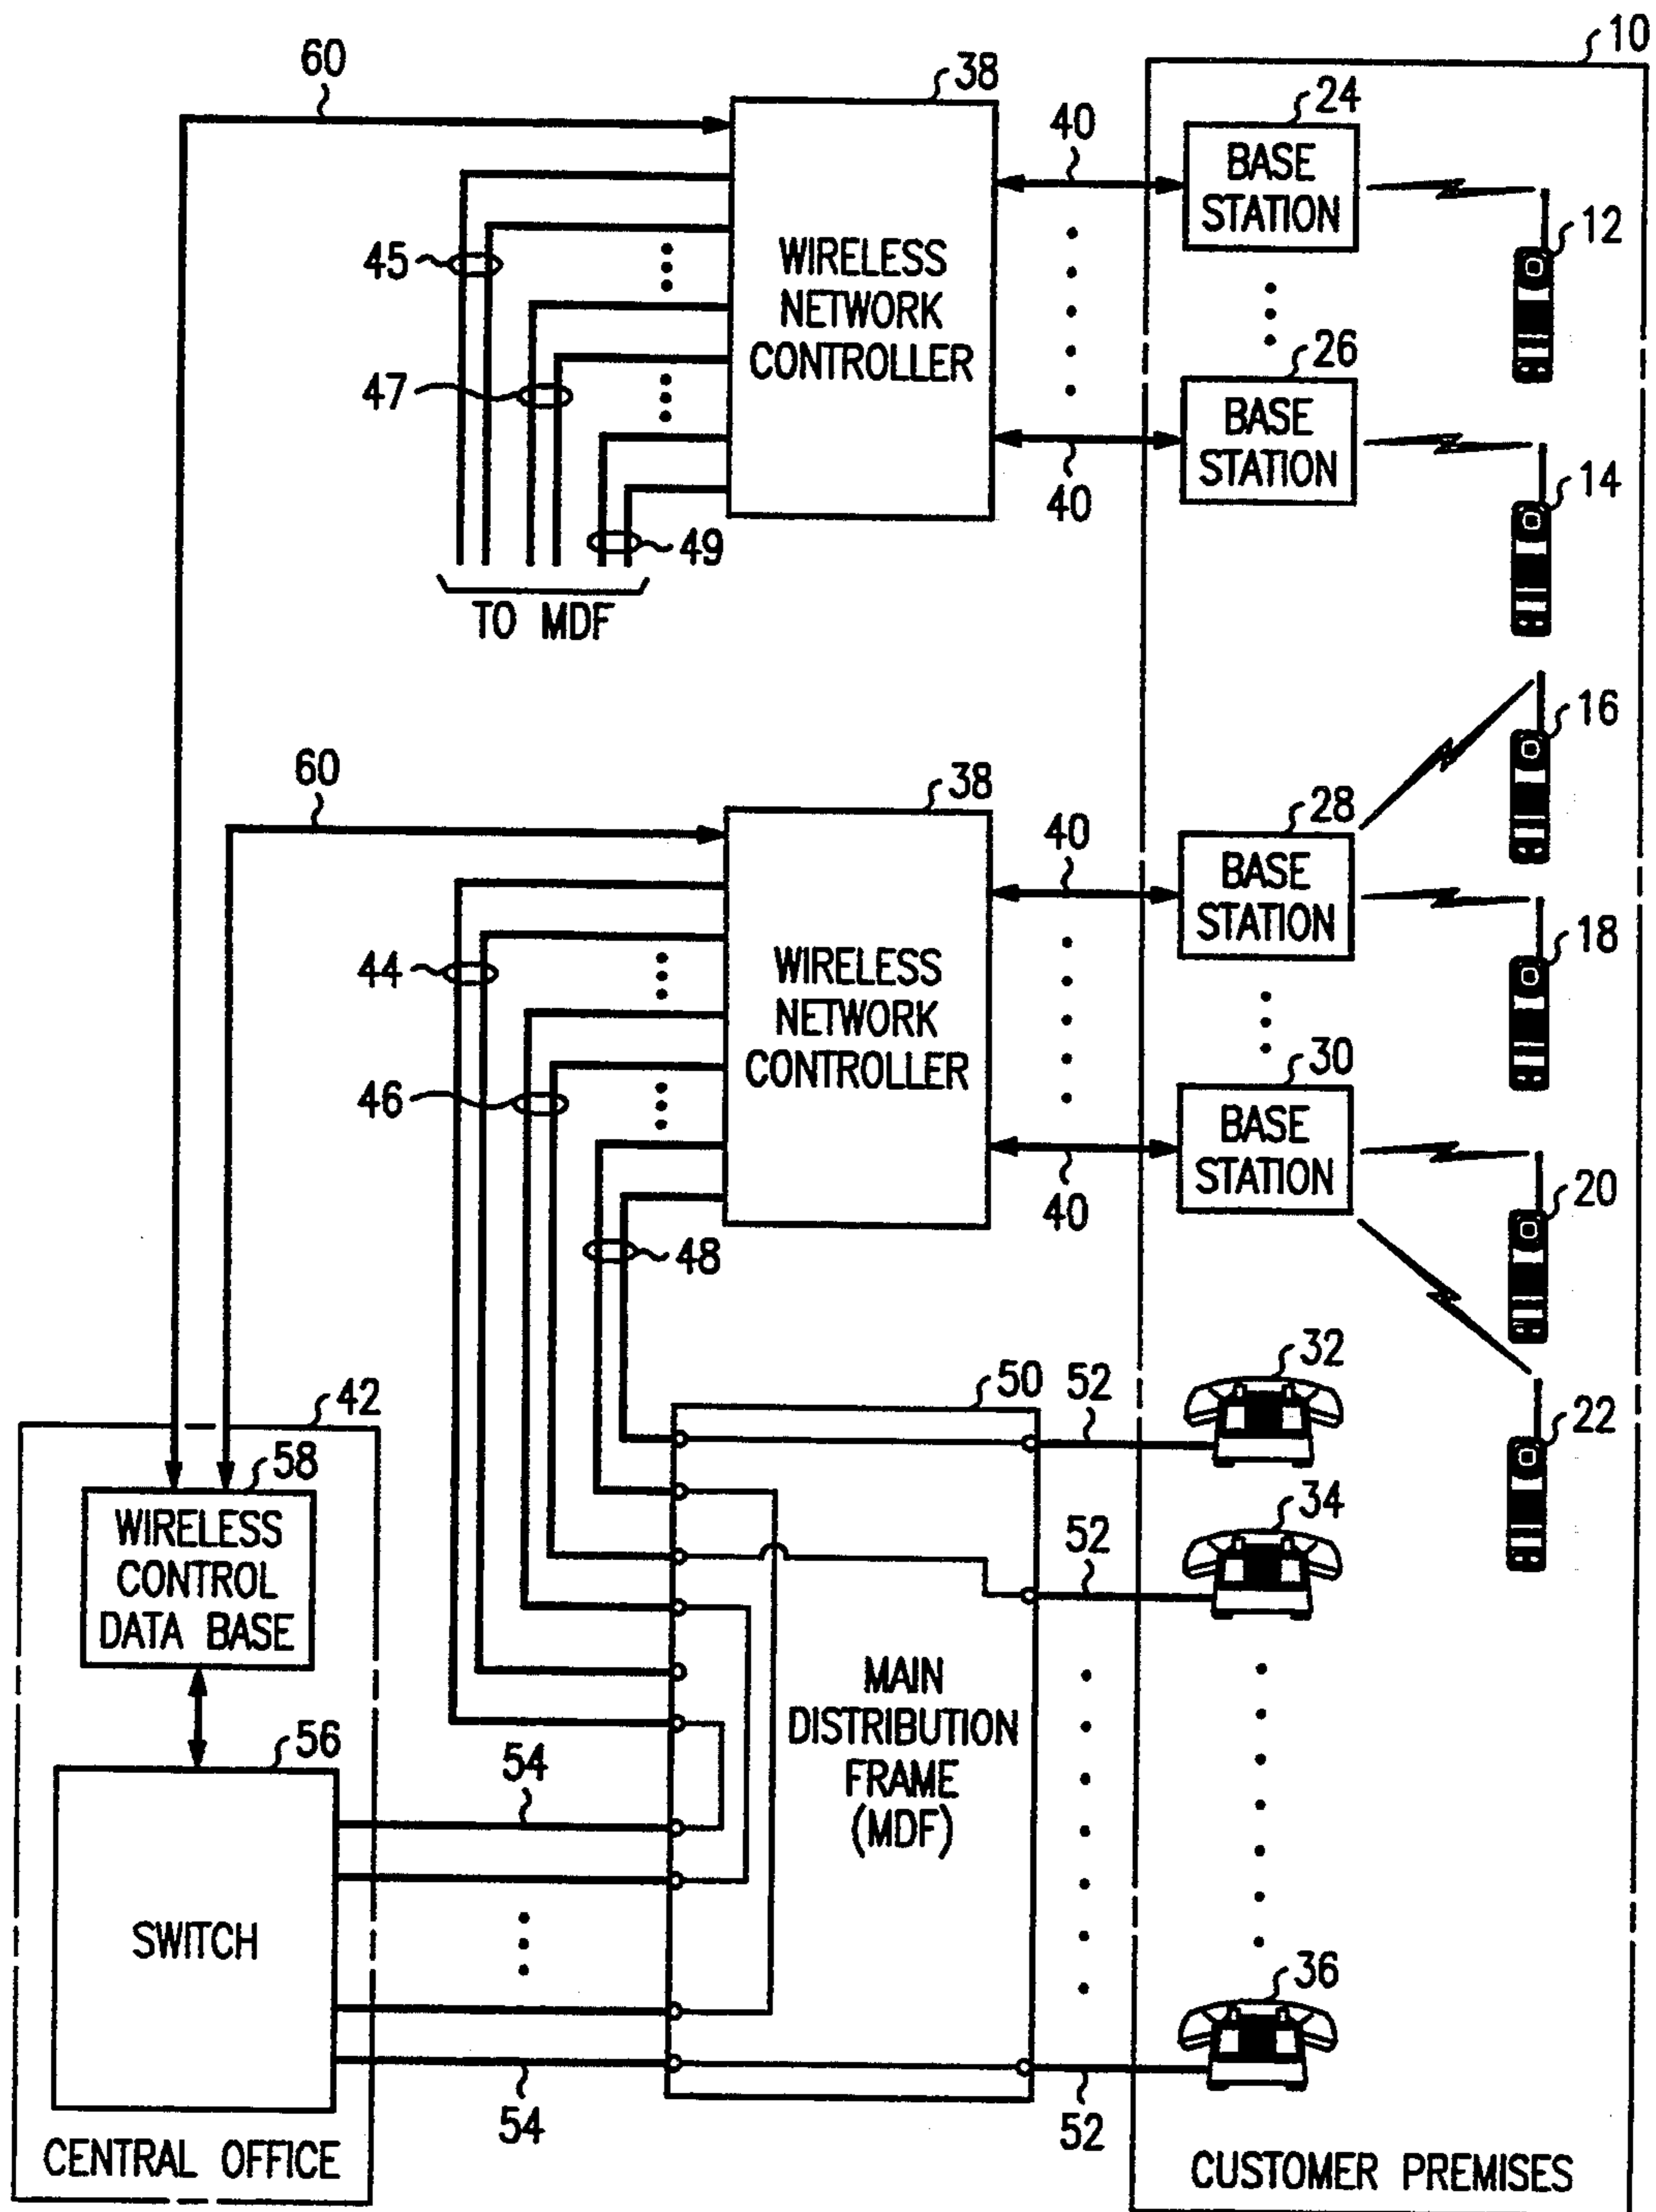 10
60
38
24
40
BASE
STATION
12
45
WIRELESS
NETWORK
CONTROLLER
26
47
BASE
STATION
14
40
49
TO MDF
16
60
38
28
40
BASE
STATION
18
44
WIRELESS
NETWORK
CONTROLLER
30
46
BASE
STATION
20
40
48
32
50
52
42
22
58
34
WIRELESS
CONTROL
DATA BASE
52
MAIN
DISTRIBUTION
FRAME
(MDF)
56
54
SWITCH
36
54
52
CENTRAL OFFICE
CUSTOMER PREMISES